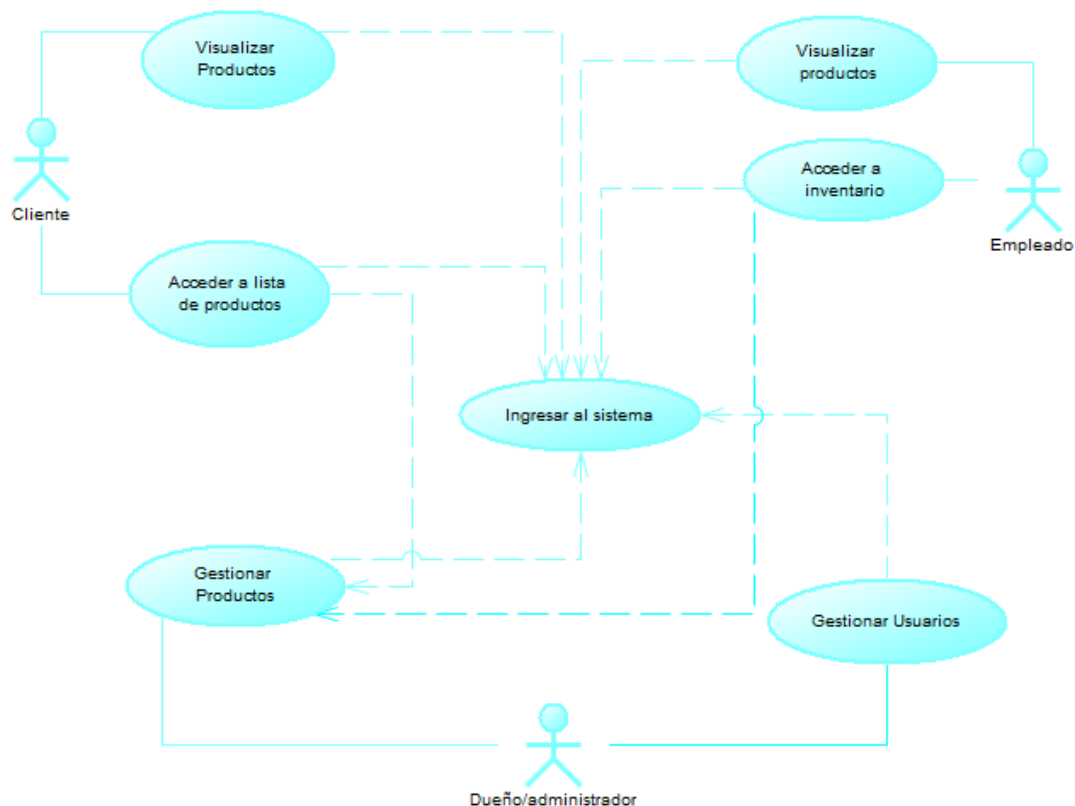 Visualizar
Productos
Visualizar
productos
Acceder a
inventario
Cliente
Empleado
Acceder a lista
de productos
Ingresar al sistema
Gestionar
Productos
Gestionar Usuarios
Dueño/administrador